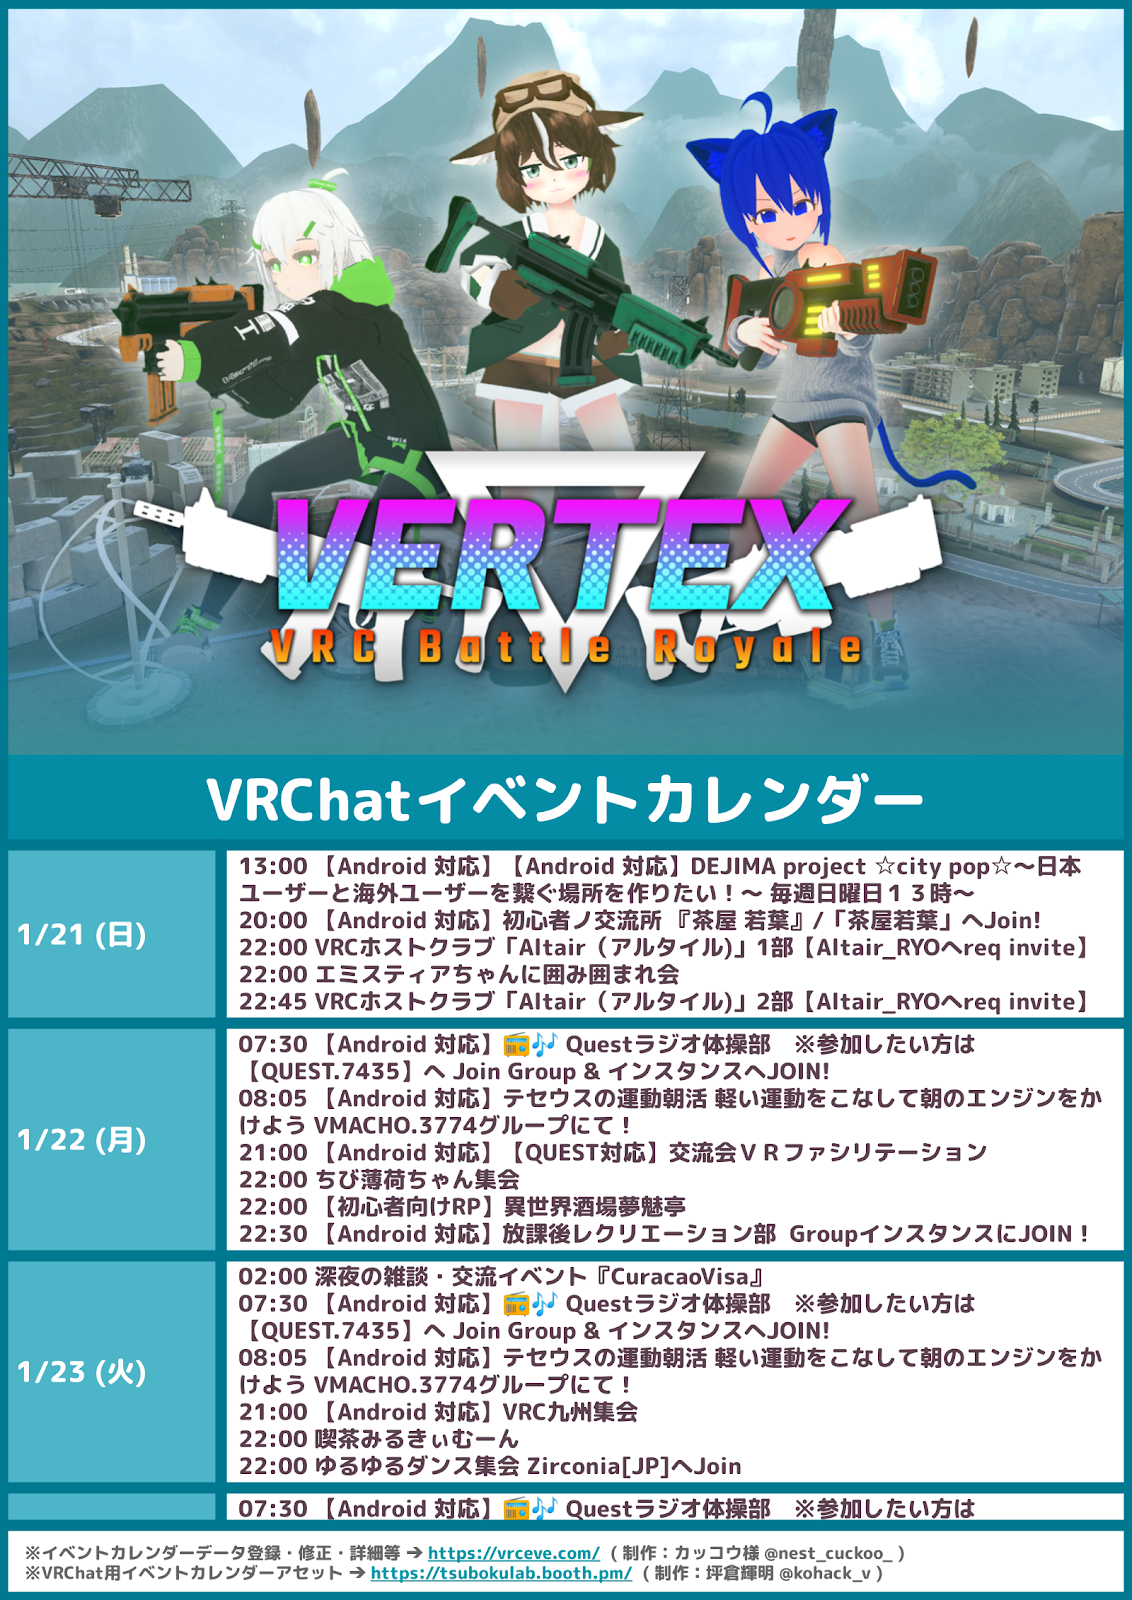 VERTEX
VRC Battle Royale
VRChatイベントカレンダー
1/21 (日)
13:00 【Android 対応】【Android 対応】DEJIMA project ☆city pop☆～日本
ユーザーと海外ユーザーを繋ぐ場所を作りたい！～ 毎週日曜日１３時～
20:00 【Android 対応】初心者ノ交流所 『茶屋 若葉』/「茶屋若葉」へJoin!
22:00 VRCホストクラブ「Altair（アルタイル)」1部【Altair_RYOへreq invite】
22:00 エミスティアちゃんに囲み囲まれ会
22:45 VRCホストクラブ「Altair（アルタイル)」2部【Altair_RYOへreq invite】
1/22 (月)
07:30 【Android 対応】📻🎶 Questラジオ体操部　※参加したい方は
【QUEST.7435】へ Join Group & インスタンスへJOIN!
08:05 【Android 対応】テセウスの運動朝活 軽い運動をこなして朝のエンジンをか
けよう VMACHO.3774グループにて！
21:00 【Android 対応】【QUEST対応】交流会ＶＲファシリテーション
22:00 ちび薄荷ちゃん集会
22:00 【初心者向けRP】異世界酒場夢魅亭
22:30 【Android 対応】放課後レクリエーション部 GroupインスタンスにJOIN！
1/23 (火)
02:00 深夜の雑談・交流イベント『CuracaoVisa』
07:30 【Android 対応】📻🎶 Questラジオ体操部　※参加したい方は
【QUEST.7435】へ Join Group & インスタンスへJOIN!
08:05 【Android 対応】テセウスの運動朝活 軽い運動をこなして朝のエンジンをか
けよう VMACHO.3774グループにて！
21:00 【Android 対応】VRC九州集会
22:00 喫茶みるきぃむーん
22:00 ゆるゆるダンス集会 Zirconia[JP]へJoin
07:30 【Android 対応】📻🎶 Questラジオ体操部　※参加したい方は
※イベントカレンダーデータ登録・修正・詳細等 → https://vrceve.com/ ( 制作：カッコウ様 @nest_cuckoo_ )
※VRChat用イベントカレンダーアセット → https://tsubokulab.booth.pm/ ( 制作：坪倉輝明 @kohack_v )